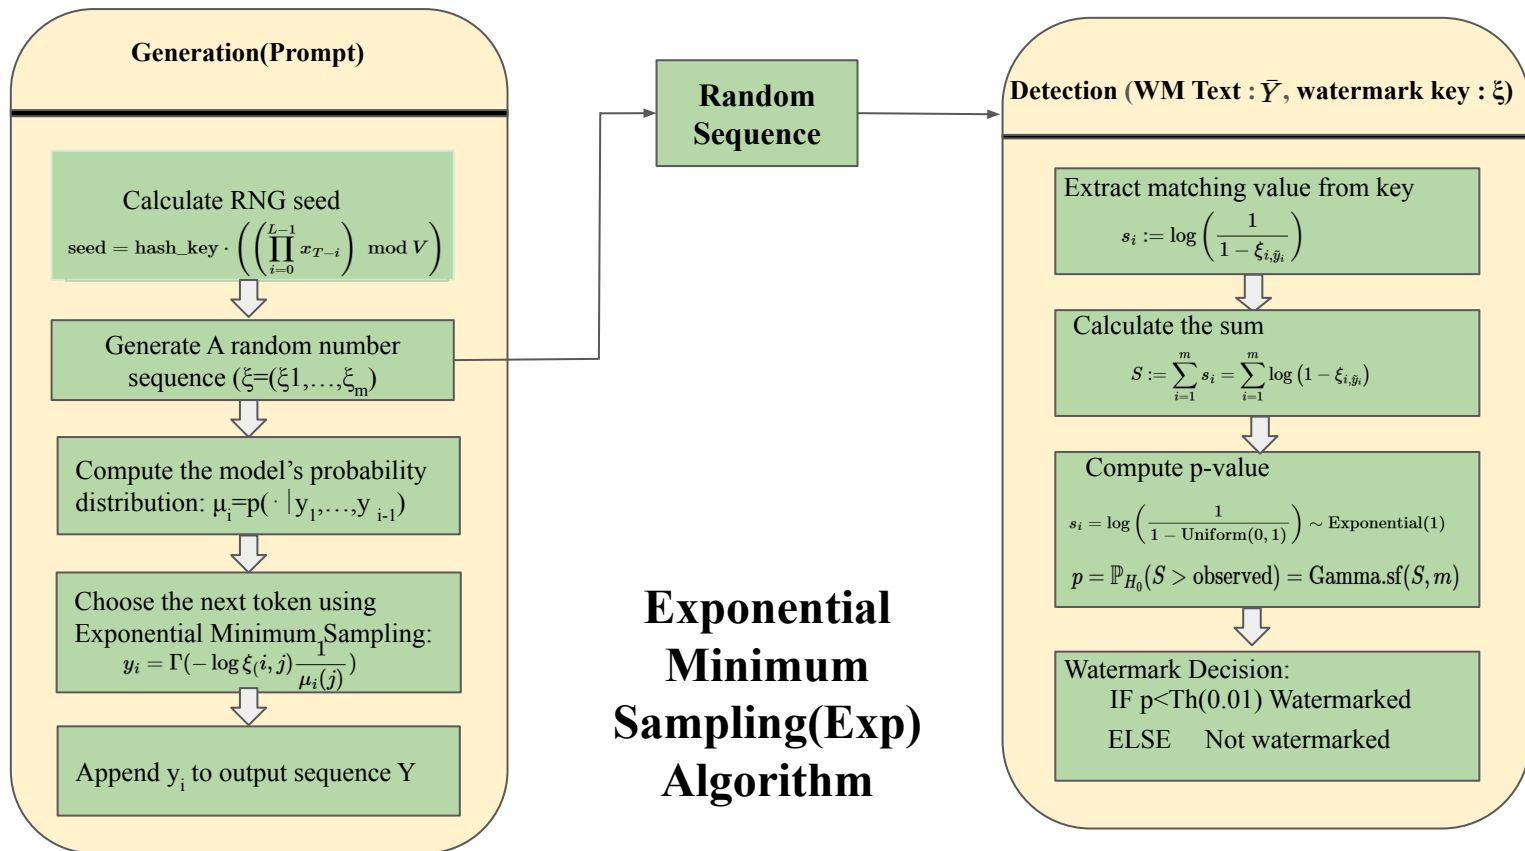 Generation(Prompt)
Calculate RNG seed
seed = hash_key · ( ( ∏_{i=0}^{L-1} x_{T-i} ) mod V )
Generate A random number
sequence (ξ=(ξ1,…,ξ_m)
Compute the model's probability
distribution: μ_i=p( · | y_1,…,y_{i-1})
Choose the next token using
Exponential Minimum Sampling:
y_i = Γ(− log ξ(i, j) \frac{1}{μ_i(j)})
Append y_i to output sequence Y
Random
Sequence
Exponential
Minimum
Sampling(Exp)
Algorithm
Detection (WM Text : Ȳ, watermark key : ξ)
Extract matching value from key
s_i := log ( \frac{1}{1 − ξ_{i,ỹ_i}} )
Calculate the sum
S := ∑_{i=1}^{m} s_i = ∑_{i=1}^{m} log (1 − ξ_{i,ỹ_i})
Compute p-value
s_i = log ( \frac{1}{1 − Uniform(0, 1)} ) ∼ Exponential(1)
p = ℙ_{H_0}(S > observed) = Gamma.sf(S, m)
Watermark Decision:
IF p<Th(0.01) Watermarked
ELSE Not watermarked